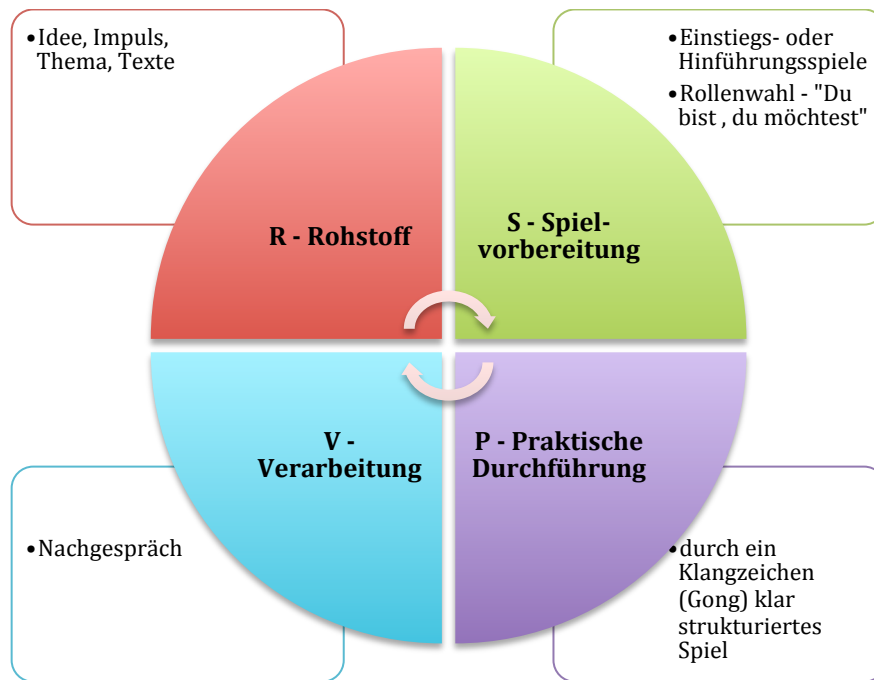 •Idee, Impuls,
Thema, Texte
•Einstiegs- oder
Hinführungsspiele
•Rollenwahl - "Du
bist , du möchtest"
R - Rohstoff
S - Spiel-
vorbereitung
V -
Verarbeitung
P - Praktische
Durchführung
•Nachgespräch
•durch ein
Klangzeichen
(Gong) klar
strukturiertes
Spiel